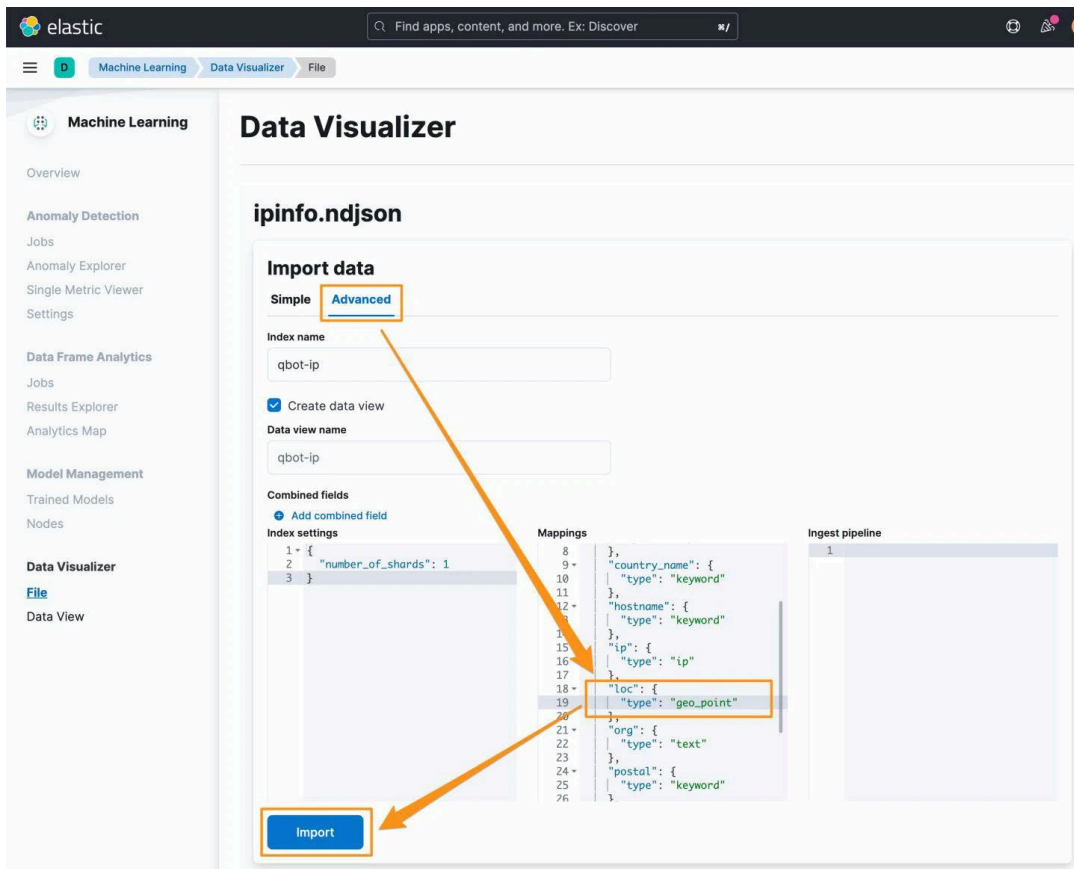 elastic
Find apps, content, and more. Ex: Discover
⌘/
D
Machine Learning
Data Visualizer
File
Machine Learning
Overview
Anomaly Detection
Jobs
Anomaly Explorer
Single Metric Viewer
Settings
Data Frame Analytics
Jobs
Results Explorer
Analytics Map
Model Management
Trained Models
Nodes
Data Visualizer
File
Data View
Data Visualizer
ipinfo.ndjson
Import data
Simple
Advanced
Index name
qbot-ip
Create data view
Data view name
qbot-ip
Combined fields
Add combined field
Index settings
1 {
2 "number_of_shards": 1
3 }
Mappings
8 },
9 "country_name": {
10 "type": "keyword"
11 },
12 "hostname": {
"type": "keyword"
},
15 "ip": {
16 "type": "ip"
17 },
18 "loc": {
19 "type": "geo_point"
20 },
21 "org": {
22 "type": "text"
23 },
24 "postal": {
25 "type": "keyword"
26 },
Ingest pipeline
1
Import